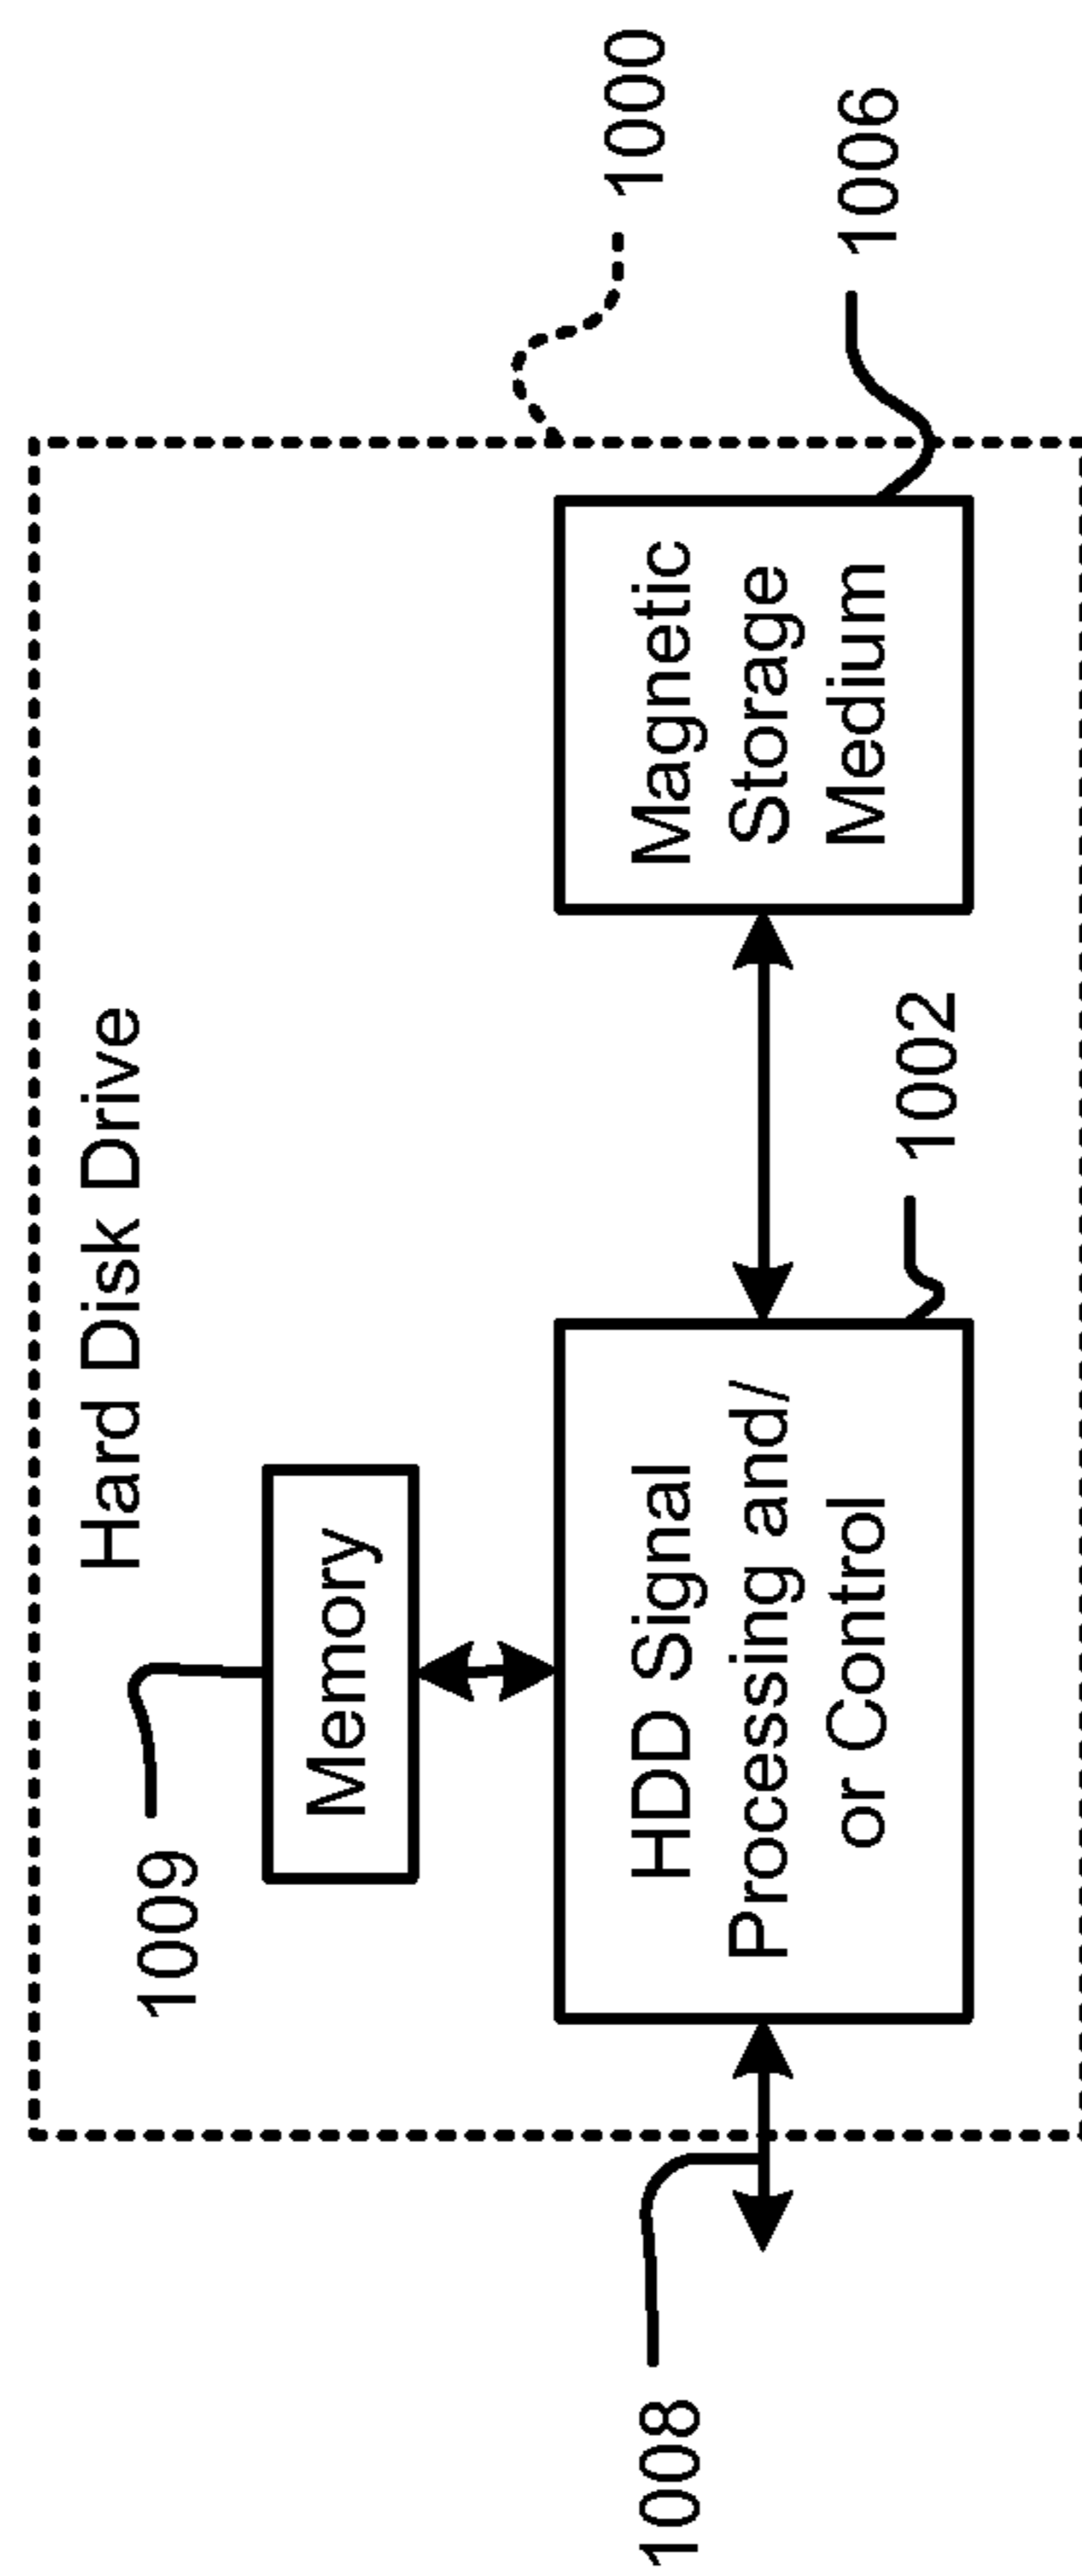 Hard Disk Drive
1000
1009
Memory
1008
HDD Signal
Processing and/
or Control
1002
Magnetic
Storage
Medium
1006